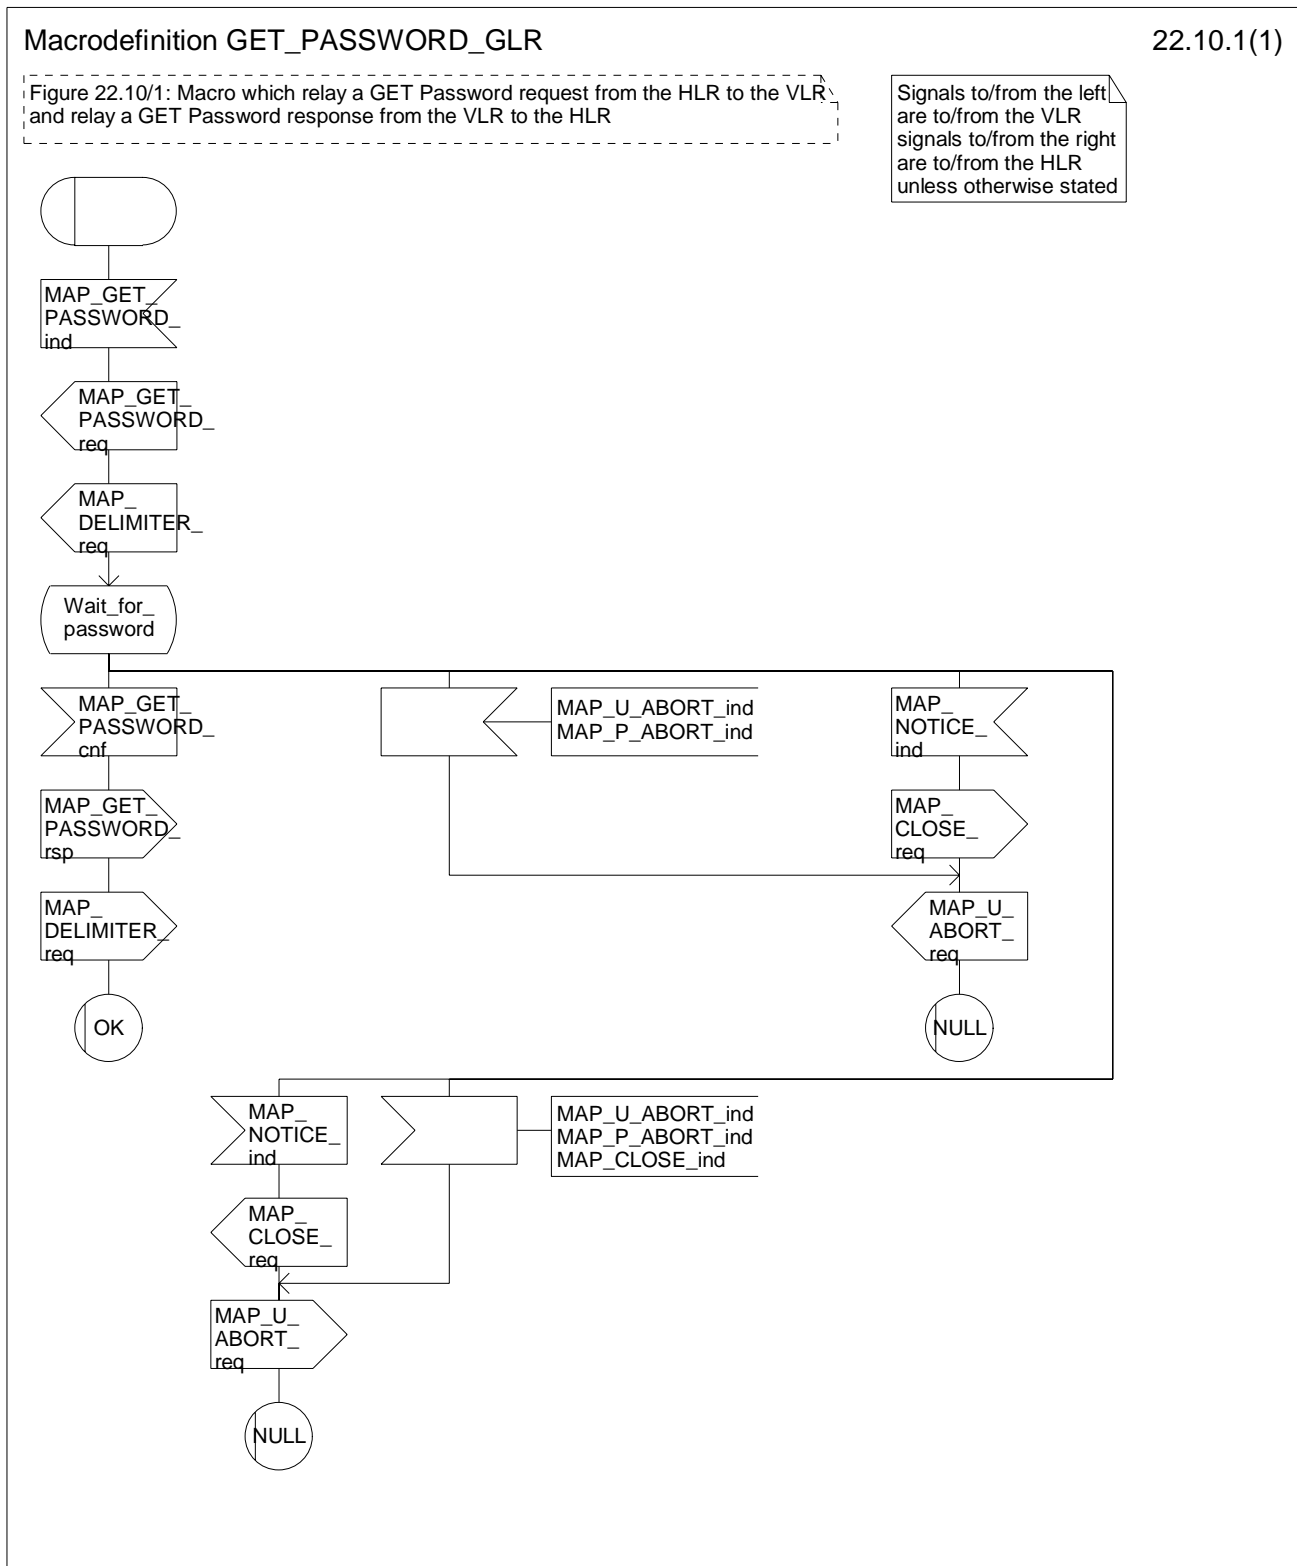 Macrodefinition GET_PASSWORD_GLR
22.10.1(1)
Figure 22.10/1: Macro which relay a GET Password request from the HLR to the VLR
and relay a GET Password response from the VLR to the HLR
Signals to/from the left
are to/from the VLR
signals to/from the right
are to/from the HLR
unless otherwise stated
MAP_GET_
PASSWORD_
ind
MAP_GET_
PASSWORD_
req
MAP_
DELIMITER_
req
Wait_for_
password
MAP_GET_
PASSWORD_
cnf
MAP_U_ABORT_ind
MAP_P_ABORT_ind
MAP_
NOTICE_
ind
MAP_GET_
PASSWORD_
rsp
MAP_
CLOSE_
req
MAP_
DELIMITER_
req
MAP_U_
ABORT_
req
OK
NULL
MAP_
NOTICE_
ind
MAP_U_ABORT_ind
MAP_P_ABORT_ind
MAP_CLOSE_ind
MAP_
CLOSE_
req
MAP_U_
ABORT_
req
NULL